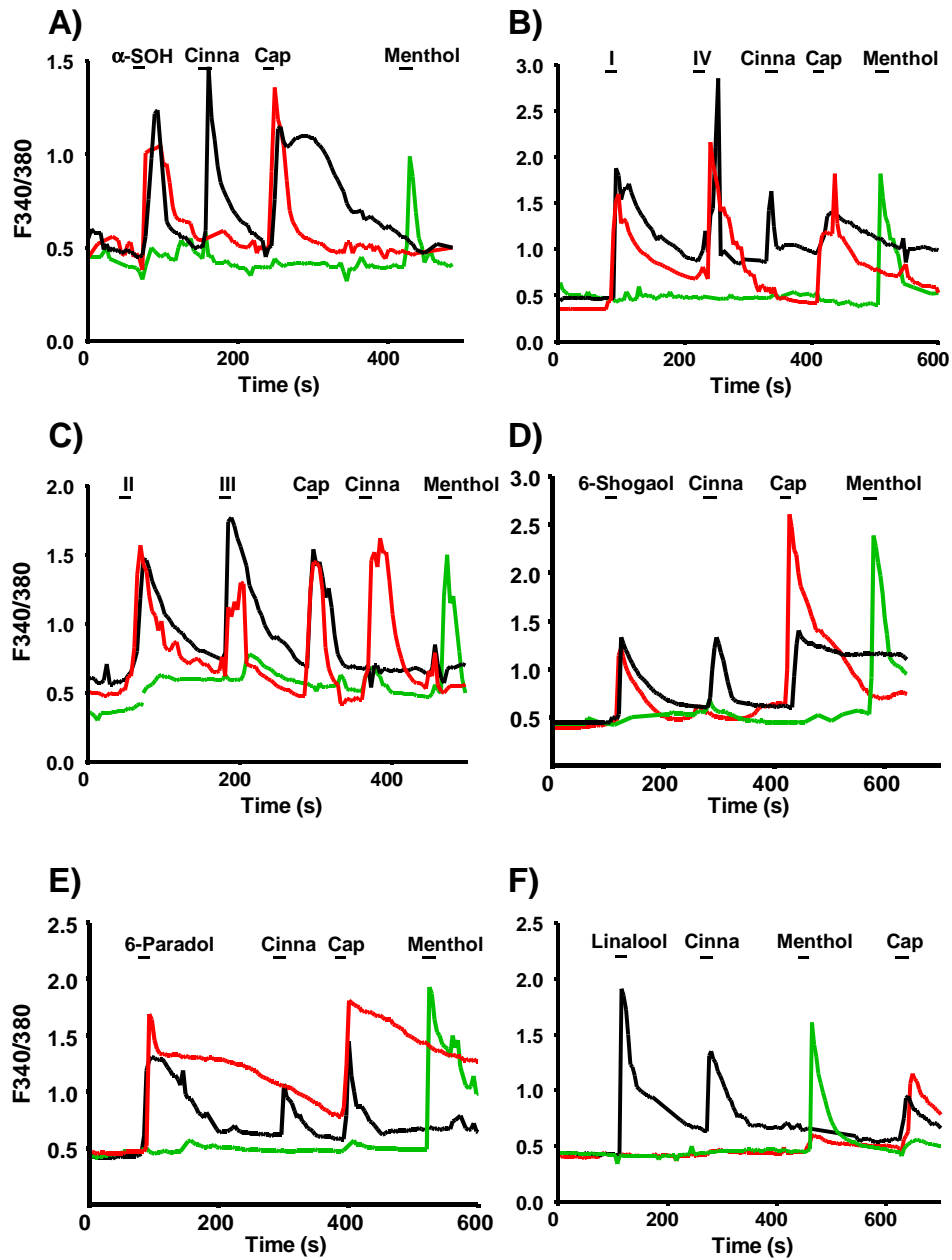 A)
α-SOH Cinna Cap Menthol
1.5
1.0
0.5
0.0
F340/380
0 200 400
Time (s)
B)
I IV Cinna Cap Menthol
3.0
2.5
2.0
1.5
1.0
0.5
0.0
0 200 400 600
Time (s)
C)
II III Cap Cinna Menthol
2.0
1.5
1.0
0.5
0.0
F340/380
0 200 400
Time (s)
D)
6-Shogaol Cinna Cap Menthol
3.0
2.5
2.0
1.5
1.0
0.5
0 200 400 600
Time (s)
E)
6-Paradol Cinna Cap Menthol
2.5
2.0
1.5
1.0
0.5
F340/380
0 200 400 600
Time (s)
F)
Linalool Cinna Menthol Cap
2.5
2.0
1.5
1.0
0.5
0.0
0 200 400 600
Time (s)